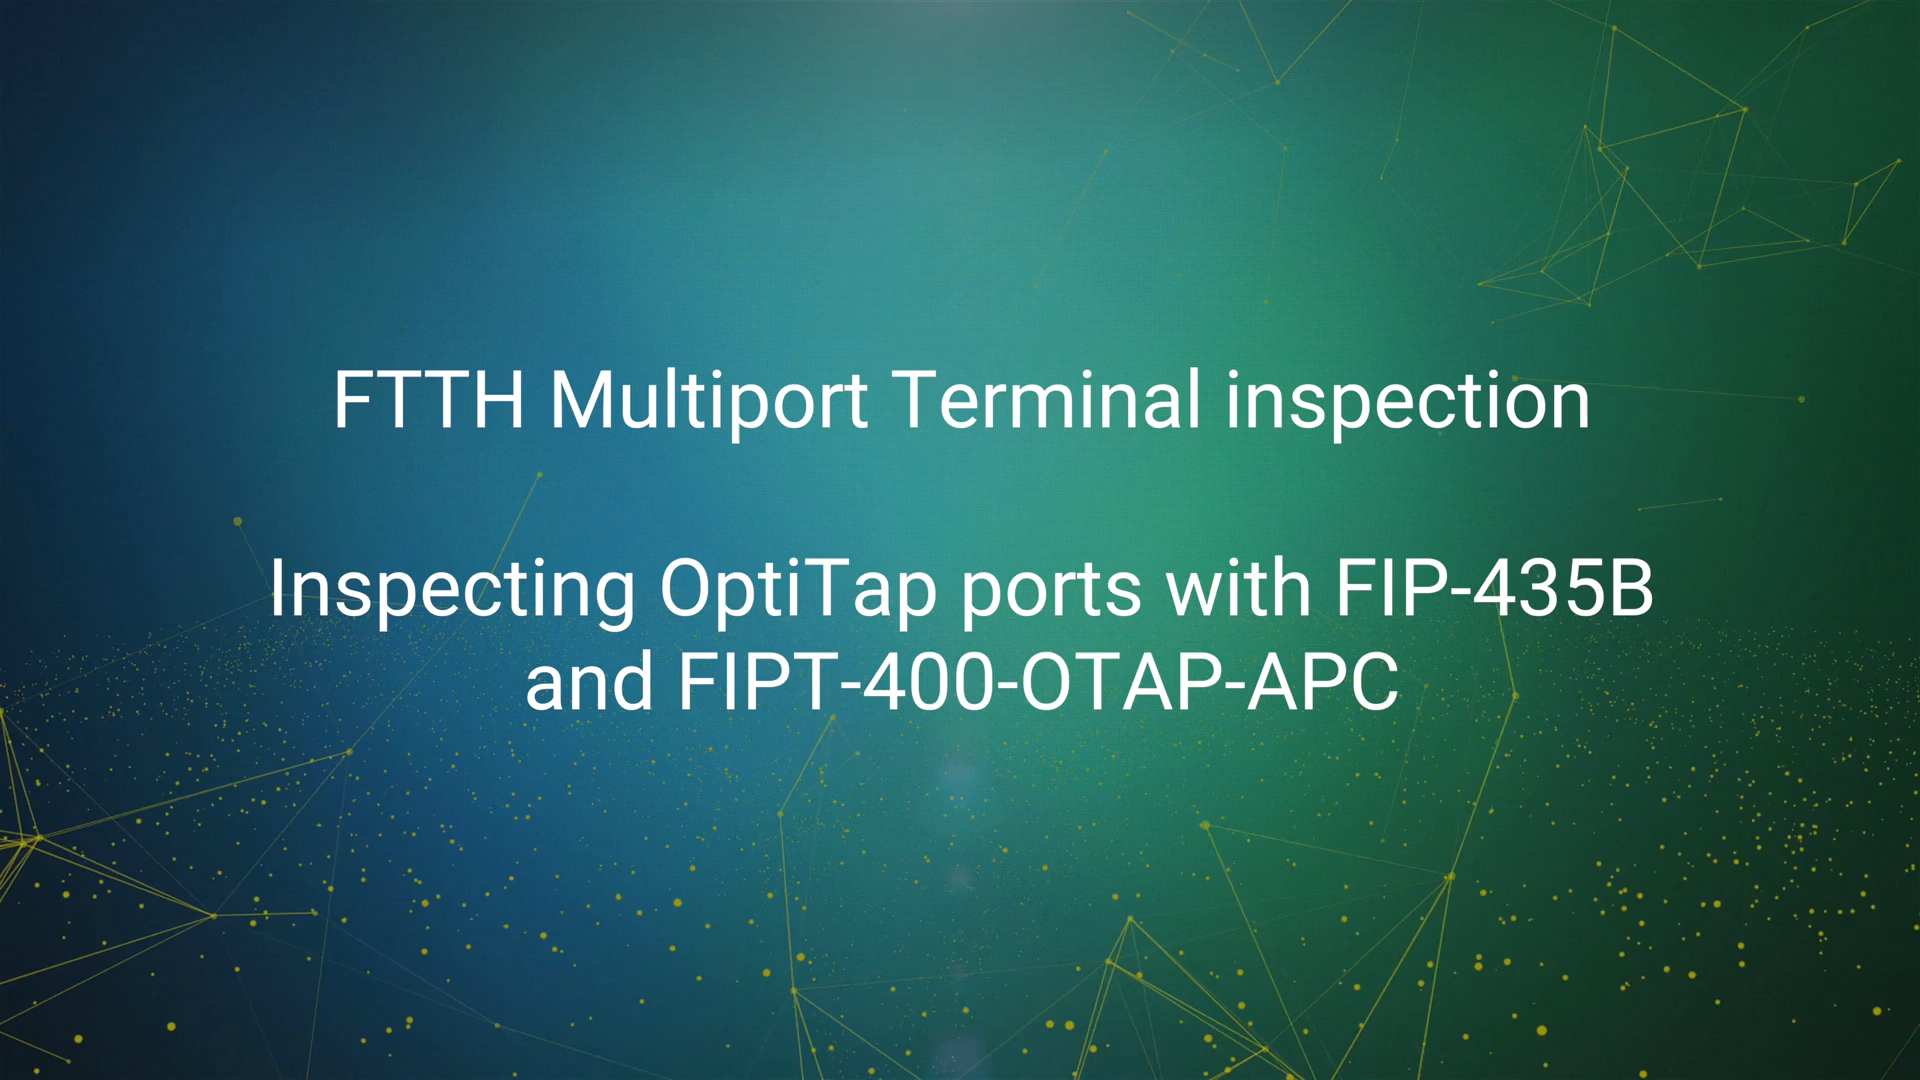 FTTH Multiport Terminal inspection
Inspecting OptiTap ports with FIP-435B
and FIPT-400-OTAP-APC